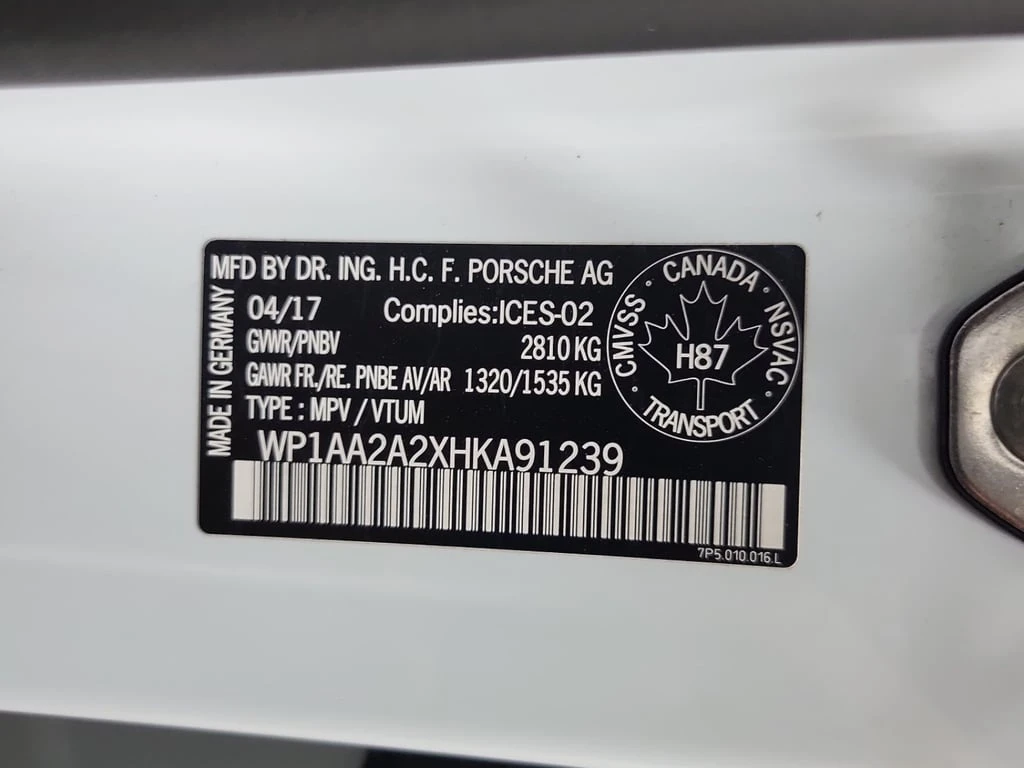 MFD BY DR. ING. H.C. F. PORSCHE AG
MADE IN GERMANY
04/17 Complies:ICES-02
GVWR/PNBV 2810 KG
GAWR FR./RE. PNBE AV/AR 1320/1535 KG
TYPE : MPV / VTUM
WP1AA2A2XHKA91239
CMVSS · CANADA · NSVAC · TRANSPORT ·
H87
7P5.010.016.L